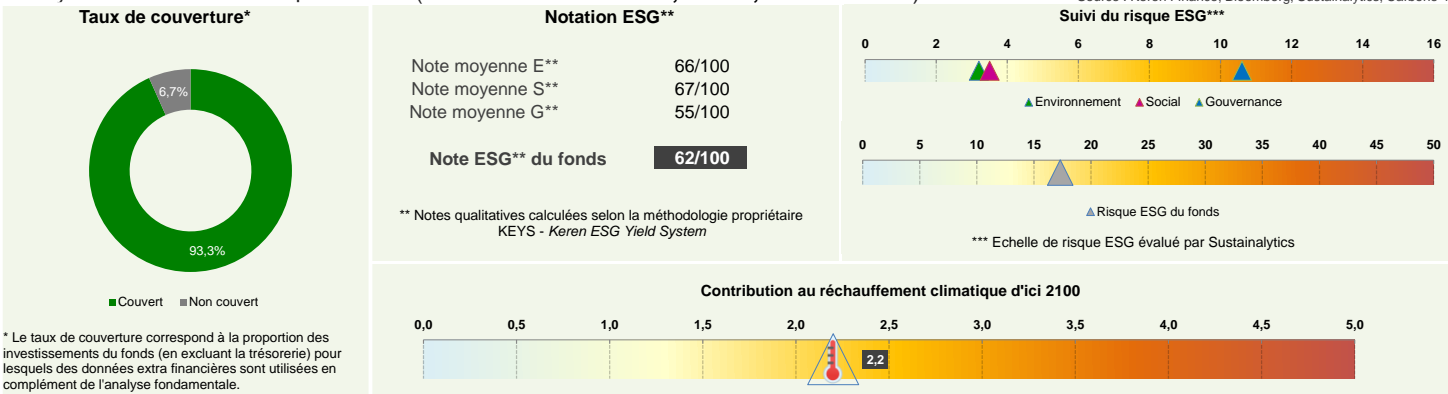 Taux de couverture*
6,7%
93,3%
Couvert Non couvert
* Le taux de couverture correspond à la proportion des
investissements du fonds (en excluant la trésorerie) pour
lesquels des données extra financières sont utilisées en
complément de l'analyse fondamentale.
Notation ESG**
Note moyenne E** 66/100
Note moyenne S** 67/100
Note moyenne G** 55/100
Note ESG** du fonds 62/100
** Notes qualitatives calculées selon la méthodologie propriétaire
KEYS - Keren ESG Yield System
Suivi du risque ESG***
0 2 4 6 8 10 12 14 16
Environnement Social Gouvernance
0 5 10 15 20 25 30 35 40 45 50
Risque ESG du fonds
*** Echelle de risque ESG évalué par Sustainalytics
Contribution au réchauffement climatique d'ici 2100
0,0 0,5 1,0 1,5 2,0 2,5 3,0 3,5 4,0 4,5 5,0
2,2